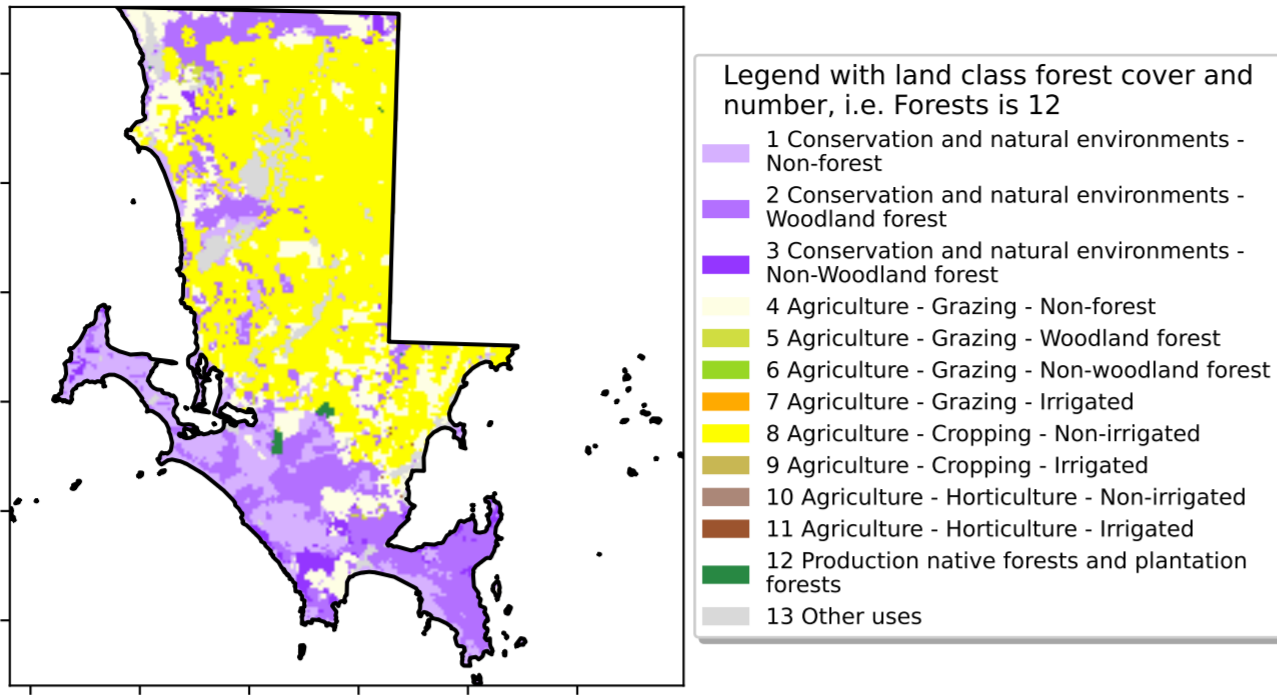 Legend with land class forest cover and
number, i.e. Forests is 12
1 Conservation and natural environments -
Non-forest
2 Conservation and natural environments -
Woodland forest
3 Conservation and natural environments -
Non-Woodland forest
4 Agriculture - Grazing - Non-forest
5 Agriculture - Grazing - Woodland forest
6 Agriculture - Grazing - Non-woodland forest
7 Agriculture - Grazing - Irrigated
8 Agriculture - Cropping - Non-irrigated
9 Agriculture - Cropping - Irrigated
10 Agriculture - Horticulture - Non-irrigated
11 Agriculture - Horticulture - Irrigated
12 Production native forests and plantation
forests
13 Other uses